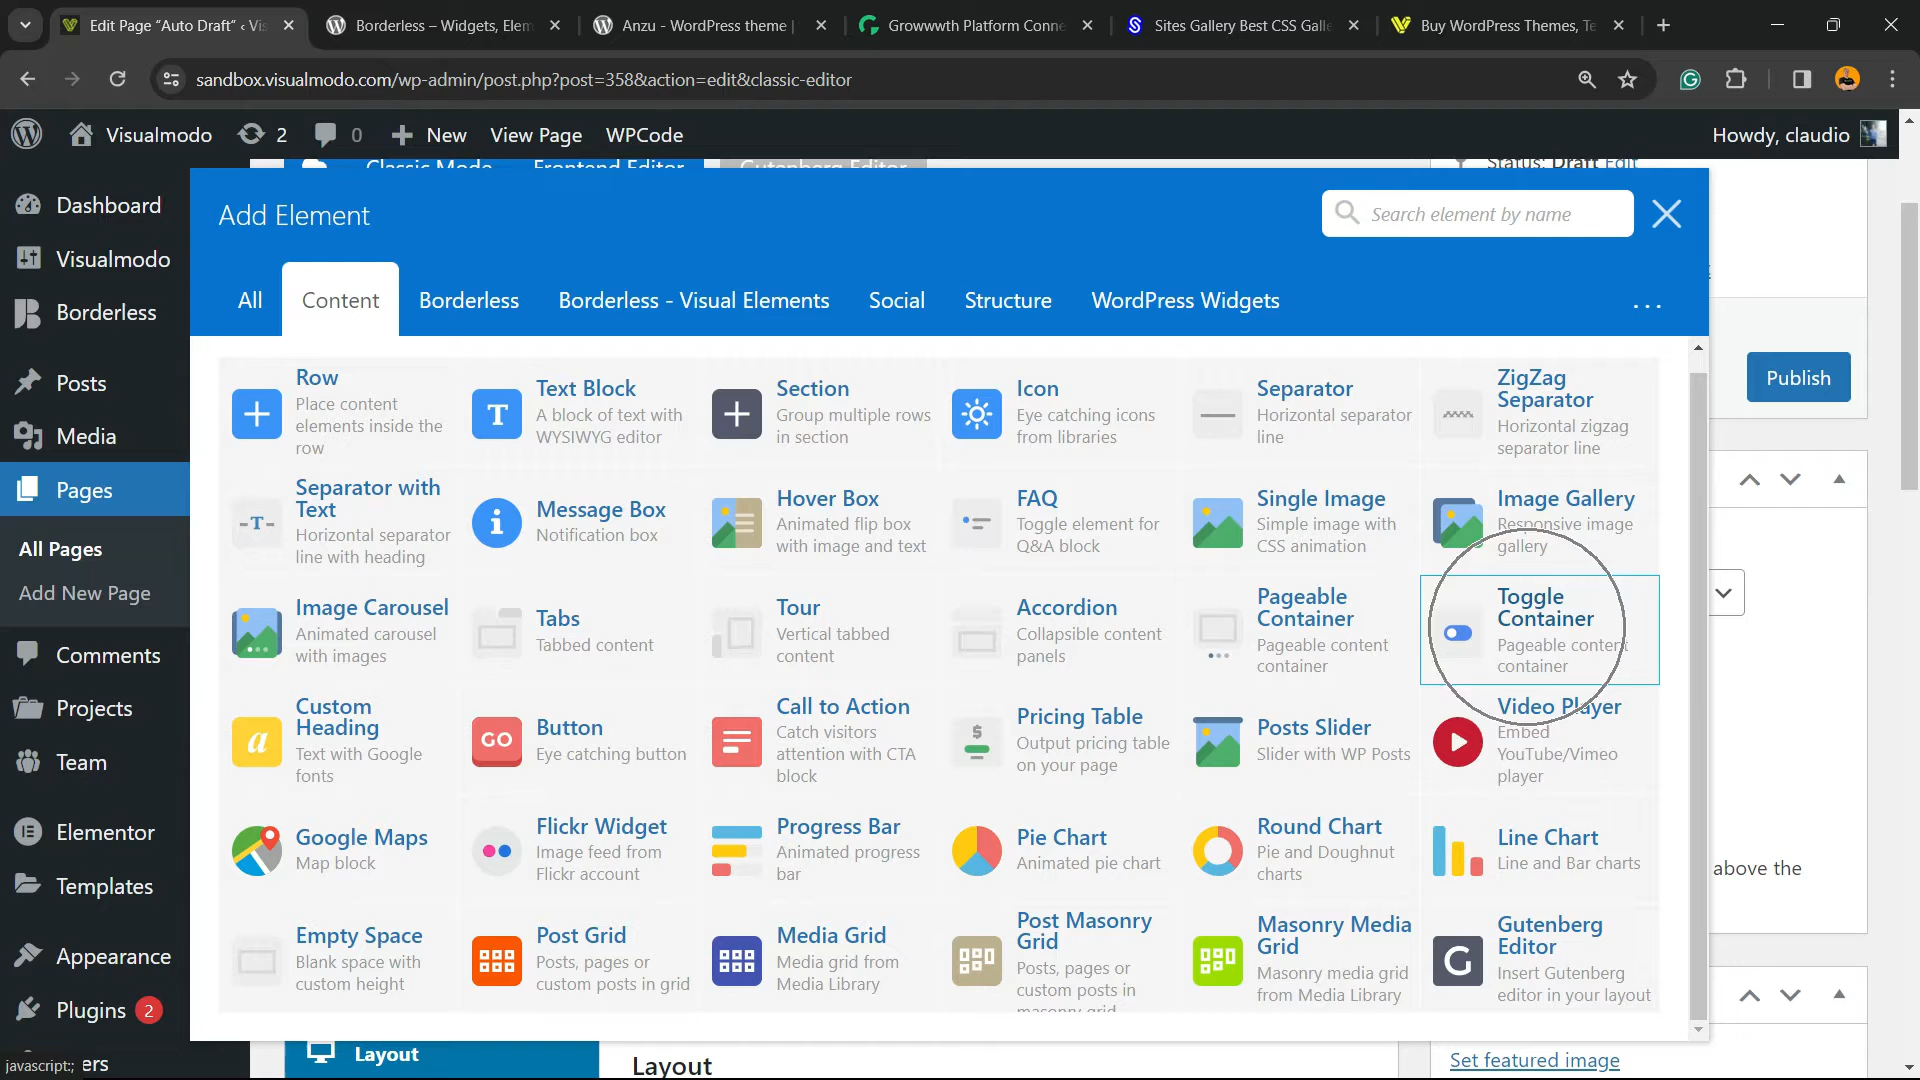 Edit Page “Auto Draft” ‹ Vis
Borderless – Widgets, Elem
Anzu - WordPress theme |
Growwwth Platform Conne
Sites Gallery Best CSS Galle
Buy WordPress Themes, Te
sandbox.visualmodo.com/wp-admin/post.php?post=358&action=edit&classic-editor
Visualmodo
2
0
New
View Page
WPCode
Howdy, claudio
Classic Mode
Frontend Editor
Gutenberg Editor
Status: Draft Edit
Dashboard
Visualmodo
Borderless
Posts
Media
Pages
All Pages
Add New Page
Comments
Projects
Team
Elementor
Templates
Appearance
Plugins 2
javascript:;
ers
Add Element
Search element by name
All
Content
Borderless
Borderless - Visual Elements
Social
Structure
WordPress Widgets
...
Row
Place content
elements inside the
row
Text Block
A block of text with
WYSIWYG editor
Section
Group multiple rows
in section
Icon
Eye catching icons
from libraries
Separator
Horizontal separator
line
ZigZag
Separator
Horizontal zigzag
separator line
Separator with
Text
Horizontal separator
line with heading
Message Box
Notification box
Hover Box
Animated flip box
with image and text
FAQ
Toggle element for
Q&A block
Single Image
Simple image with
CSS animation
Image Gallery
Responsive image
gallery
Image Carousel
Animated carousel
with images
Tabs
Tabbed content
Tour
Vertical tabbed
content
Accordion
Collapsible content
panels
Pageable
Container
Pageable content
container
Toggle
Container
Pageable content
container
Custom
Heading
Text with Google
fonts
Button
Eye catching button
Call to Action
Catch visitors
attention with CTA
block
Pricing Table
Output pricing table
on your page
Posts Slider
Slider with WP Posts
Video Player
Embed
YouTube/Vimeo
player
Google Maps
Map block
Flickr Widget
Image feed from
Flickr account
Progress Bar
Animated progress
bar
Pie Chart
Animated pie chart
Round Chart
Pie and Doughnut
charts
Line Chart
Line and Bar charts
Empty Space
Blank space with
custom height
Post Grid
Posts, pages or
custom posts in grid
Media Grid
Media grid from
Media Library
Post Masonry
Grid
Posts, pages or
custom posts in
masonry grid
Masonry Media
Grid
Masonry media grid
from Media Library
Gutenberg
Editor
Insert Gutenberg
editor in your layout
Publish
above the
Layout
Layout
Set featured image